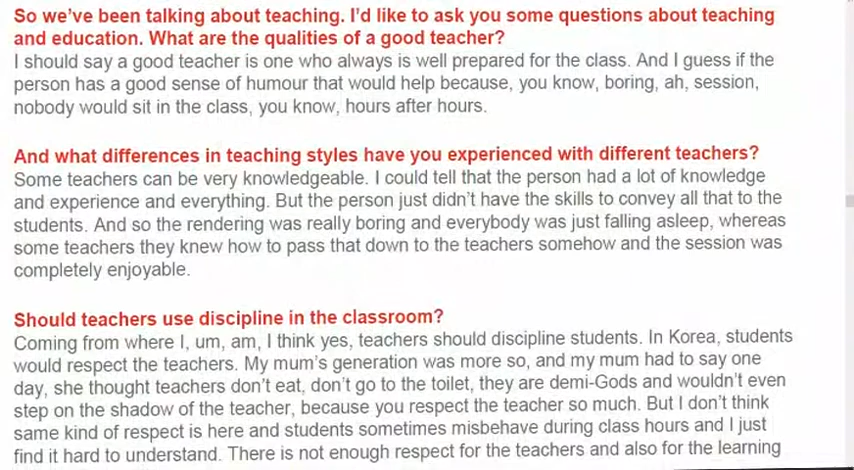 So we've been talking about teaching. I'd like to ask you some questions about teaching
and education. What are the qualities of a good teacher?
I should say a good teacher is one who always is well prepared for the class. And I guess if the
person has a good sense of humour that would help because, you know, boring, ah, session,
nobody would sit in the class, you know, hours after hours.
And what differences in teaching styles have you experienced with different teachers?
Some teachers can be very knowledgeable. I could tell that the person had a lot of knowledge
and experience and everything. But the person just didn't have the skills to convey all that to the
students. And so the rendering was really boring and everybody was just falling asleep, whereas
some teachers they knew how to pass that down to the teachers somehow and the session was
completely enjoyable.
Should teachers use discipline in the classroom?
Coming from where I, um, am, I think yes, teachers should discipline students. In Korea, students
would respect the teachers. My mum's generation was more so, and my mum had to say one
day, she thought teachers don't eat, don't go to the toilet, they are demi-Gods and wouldn't even
step on the shadow of the teacher, because you respect the teacher so much. But I don't think
same kind of respect is here and students sometimes misbehave during class hours and I just
find it hard to understand. There is not enough respect for the teachers and also for the learning